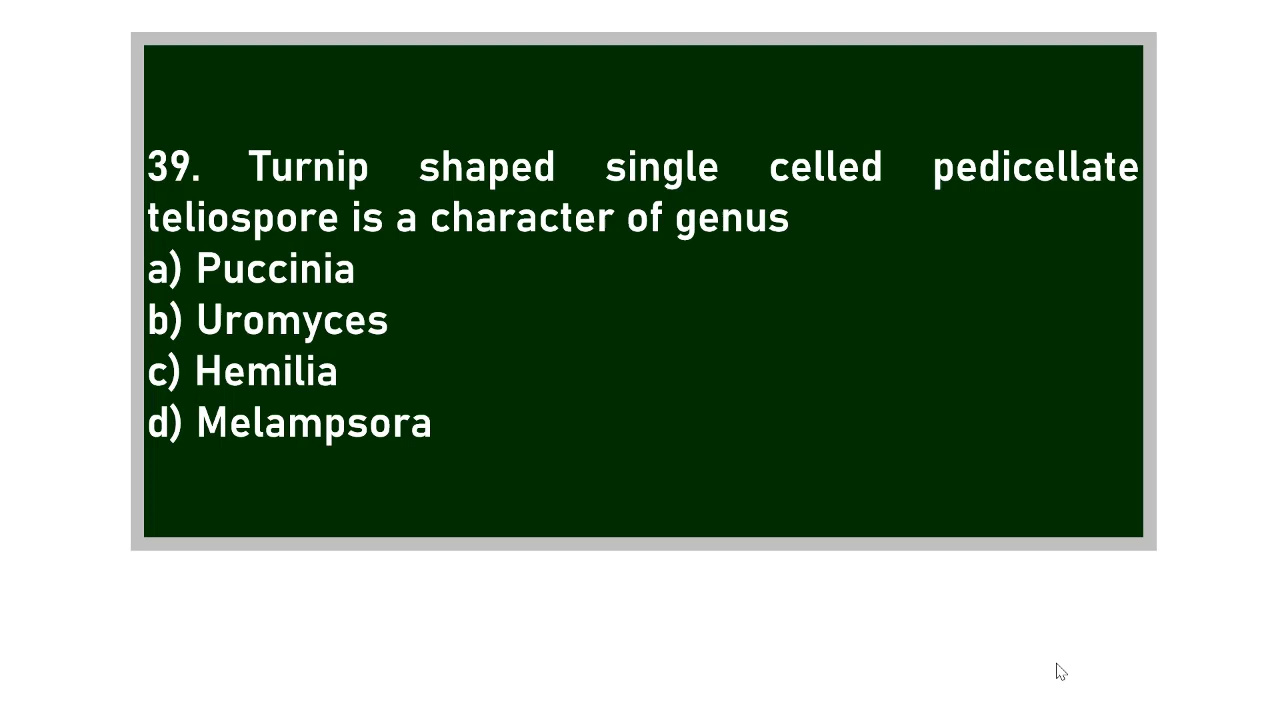 39. Turnip shaped single celled pedicellate
teliospore is a character of genus
a) Puccinia
b) Uromyces
c) Hemilia
d) Melampsora